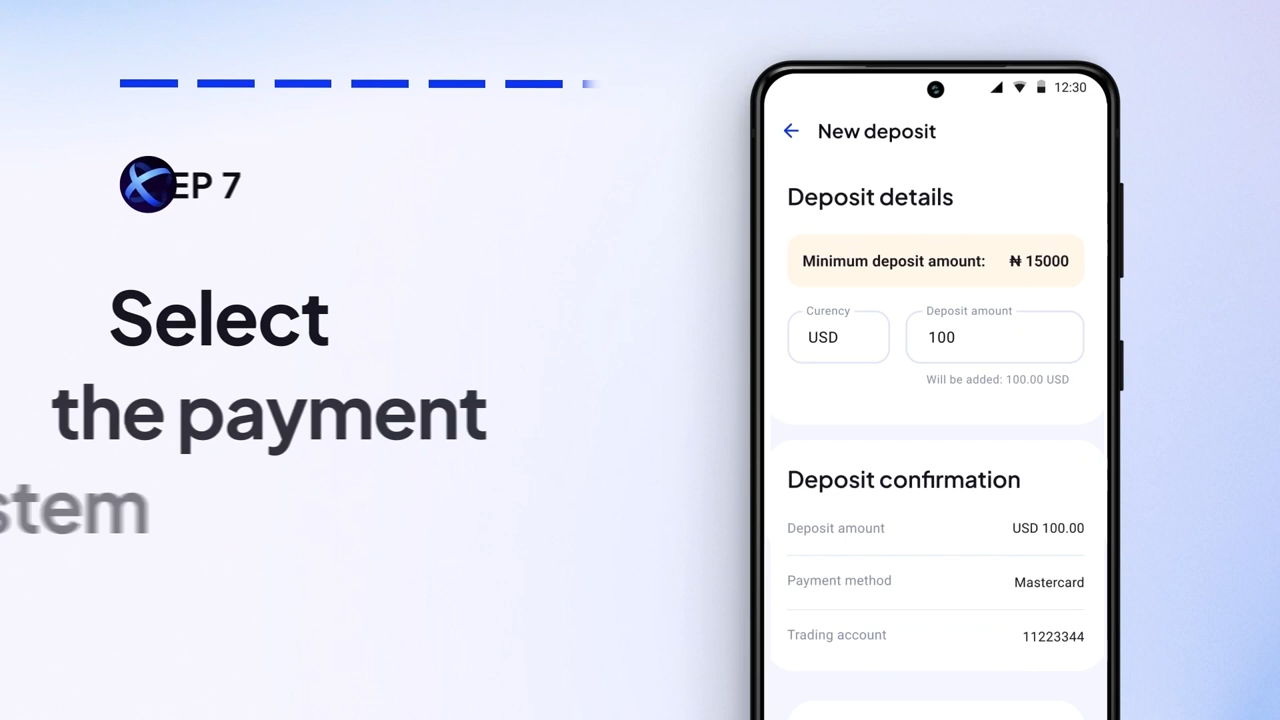 EP 7
Select
the payment
stem
12:30
New deposit
Deposit details
Minimum deposit amount: ₦ 15000
Curency
USD
Deposit amount
100
Will be added: 100.00 USD
Deposit confirmation
Deposit amount USD 100.00
Payment method Mastercard
Trading account 11223344